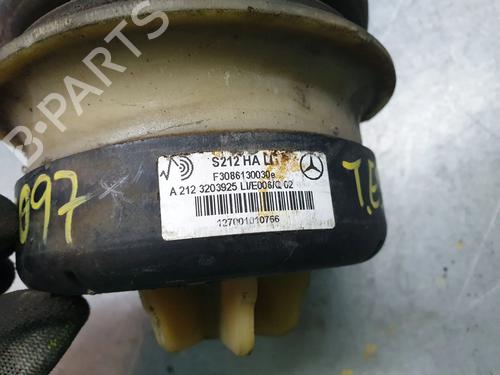 S212 HA LI
F3086130030e
A 212 3203925 LI/E006/Q 02
127001010766
097
T.E
B-PARTS